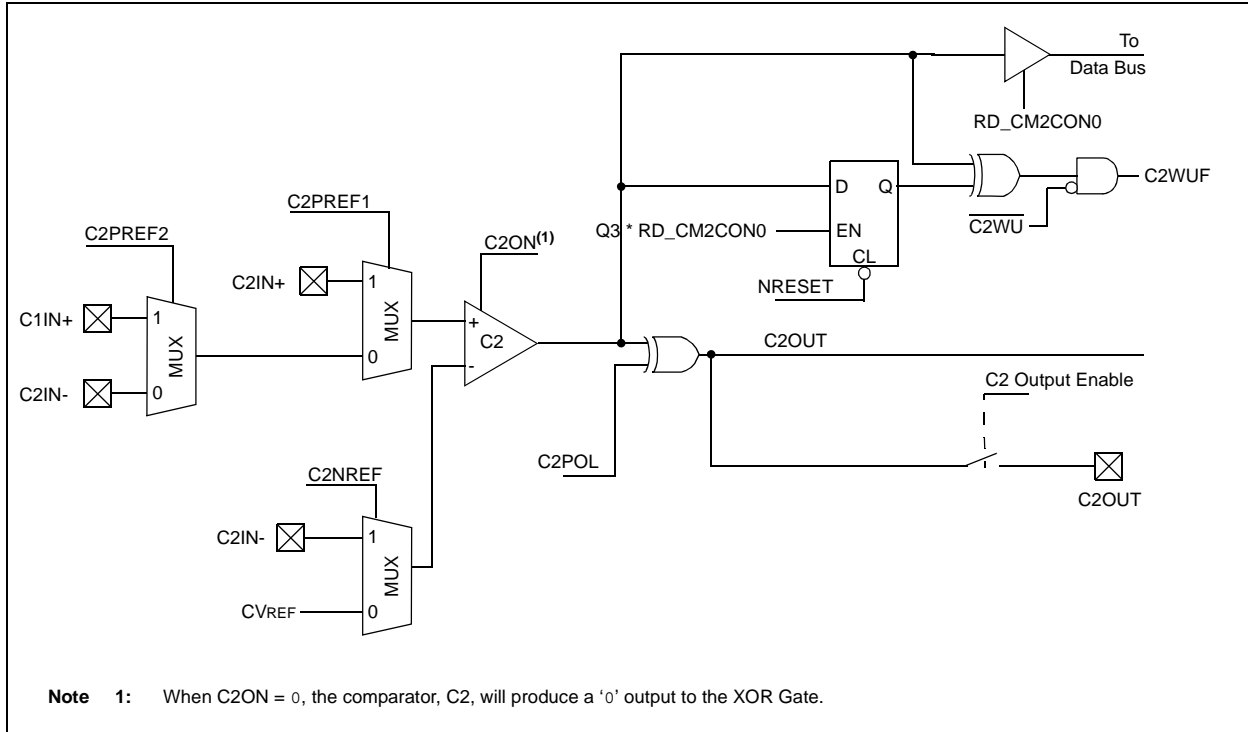 To
Data Bus
RD_CM2CON0
D
Q
C2WUF
C2PREF1
C2PREF2
C2ON(1)
Q3 * RD_CM2CON0
EN
C2WU
CL
C2IN+
1
NRESET
C1IN+
1
MUX
+
C2
C2OUT
MUX
0
-
C2IN-
0
C2 Output Enable
C2POL
C2NREF
C2OUT
C2IN-
1
MUX
CVREF
0
Note 1: When C2ON = 0, the comparator, C2, will produce a ‘0’ output to the XOR Gate.